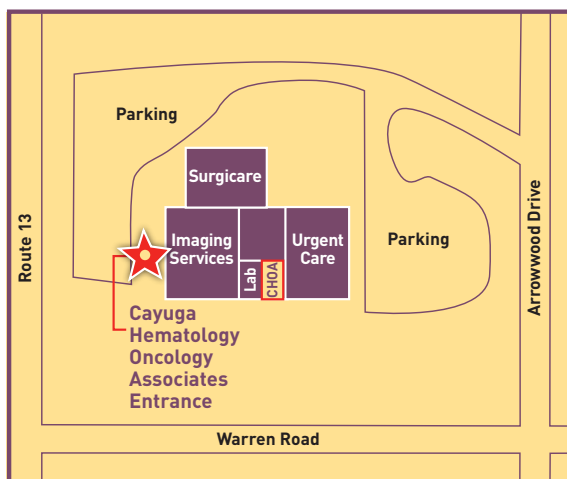 Parking
Surgicare
Route 13
Imaging
Services
Urgent
Care
Lab
CHOA
Parking
Arrowwood Drive
Cayuga
Hematology
Oncology
Associates
Entrance
Warren Road